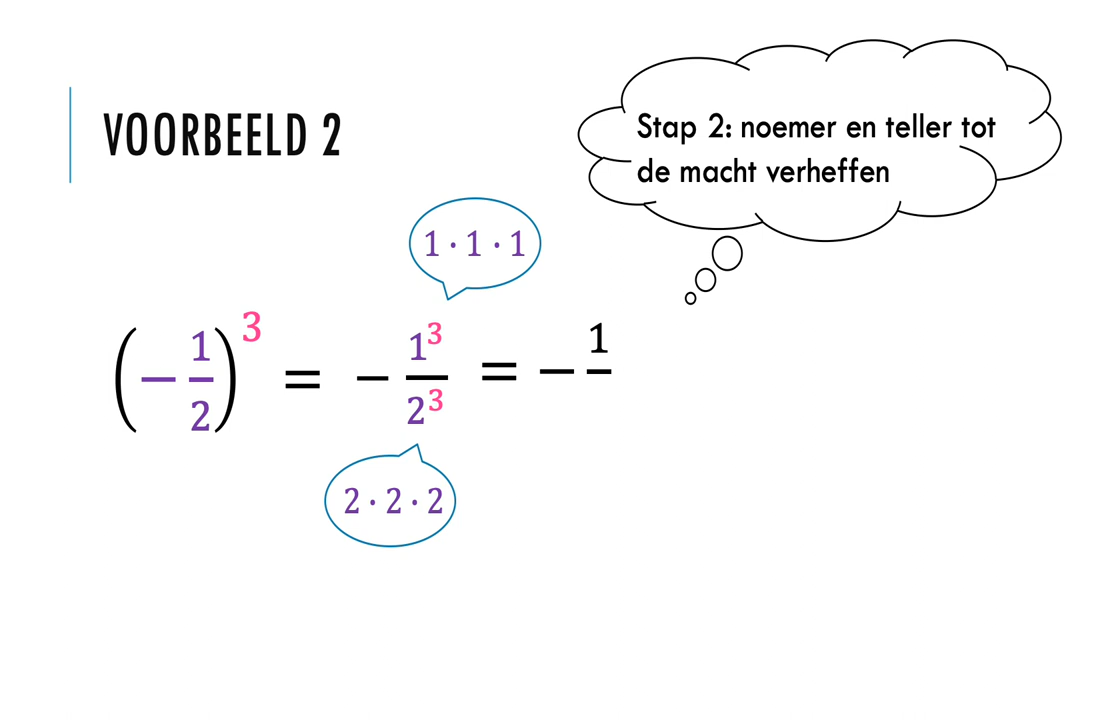 VOORBEELD 2
Stap 2: noemer en teller tot
de macht verheffen
1 · 1 · 1
(−1/2)³ = −1³/2³ = −1/
2 · 2 · 2